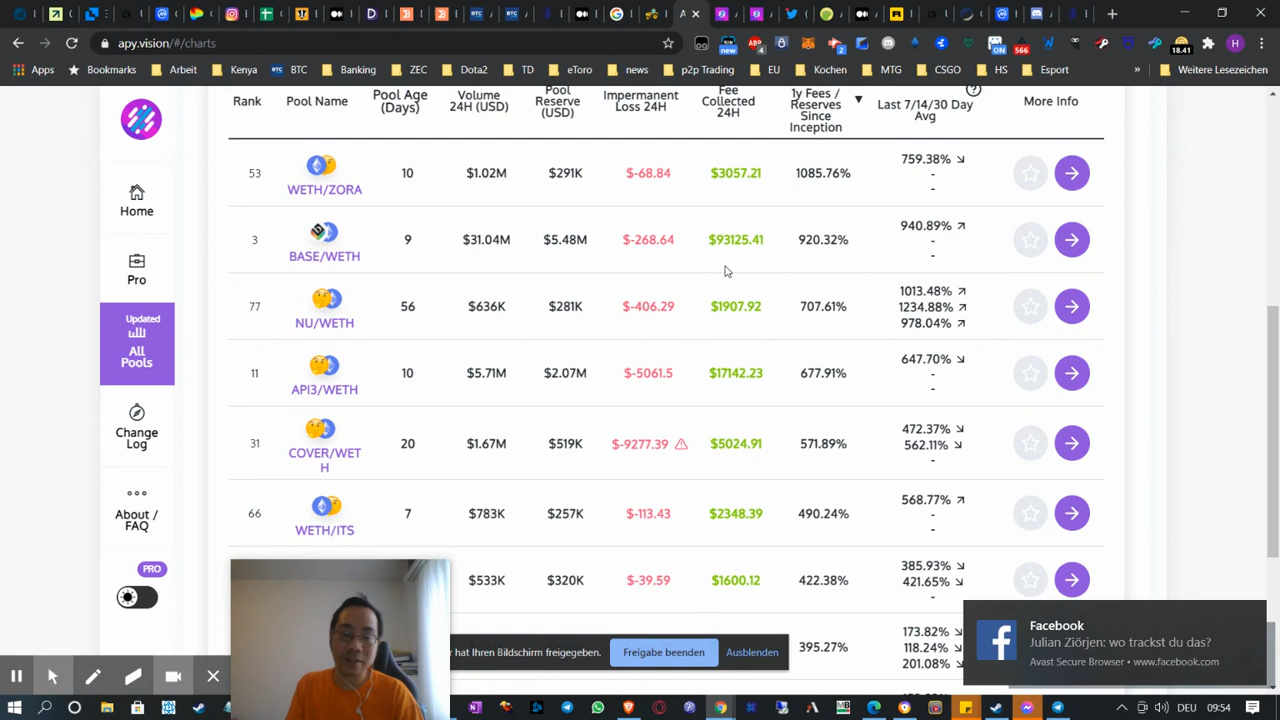 apy.vision/#/charts
new
4
2
ON
566
18.41
H
Apps
Bookmarks
Arbeit
Kenya
BTC
Banking
ZEC
Dota2
TD
eToro
news
p2p Trading
EU
Kochen
MTG
CSGO
HS
Esport
»
Weitere Lesezeichen
Rank
Pool Name
Pool Age
(Days)
Volume
24H (USD)
Pool
Reserve
(USD)
Impermanent
Loss 24H
Fee
Collected
24H
1y Fees /
Reserves
Since
Inception
Last 7/14/30 Day
Avg
More Info
53
WETH/ZORA
10
$1.02M
$291K
$-68.84
$3057.21
1085.76%
759.38% ↘
-
-
3
BASE/WETH
9
$31.04M
$5.48M
$-268.64
$93125.41
920.32%
940.89% ↗
-
-
77
NU/WETH
56
$636K
$281K
$-406.29
$1907.92
707.61%
1013.48% ↗
1234.88% ↗
978.04% ↗
11
API3/WETH
10
$5.71M
$2.07M
$-5061.5
$17142.23
677.91%
647.70% ↘
-
-
31
COVER/WET
H
20
$1.67M
$519K
$-9277.39
$5024.91
571.89%
472.37% ↘
562.11% ↘
-
66
WETH/ITS
7
$783K
$257K
$-113.43
$2348.39
490.24%
568.77% ↗
-
-
$533K
$320K
$-39.59
$1600.12
422.38%
385.93% ↘
421.65% ↘
-
395.27%
173.82% ↘
118.24% ↘
201.08% ↘
Home
Pro
Updated
All
Pools
Change
Log
About /
FAQ
PRO
r hat Ihren Bildschirm freigegeben.
Freigabe beenden
Ausblenden
Facebook
Julian Ziörjen: wo trackst du das?
Avast Secure Browser • www.facebook.com
DEU
09:54